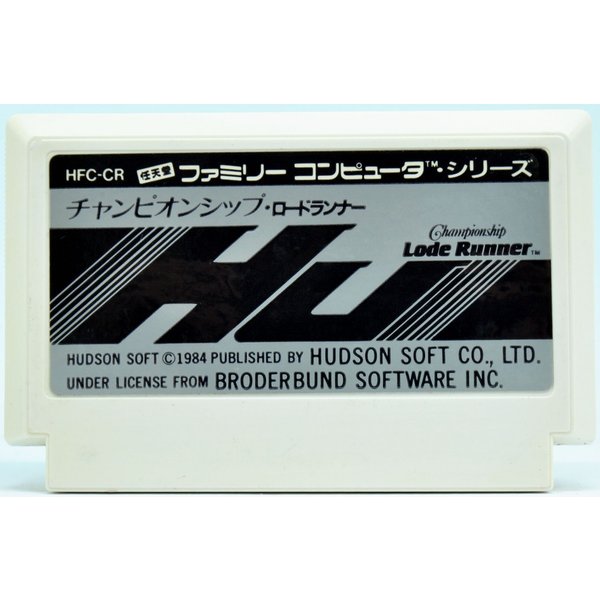 HFC-CR 任天堂 ファミリー コンピュータ™・シリーズ
チャンピオンシップ・ロードランナー
Championship
Lode Runner™
HU
HUDSON SOFT ©1984 PUBLISHED BY HUDSON SOFT CO., LTD.
UNDER LICENSE FROM BRODERBUND SOFTWARE INC.